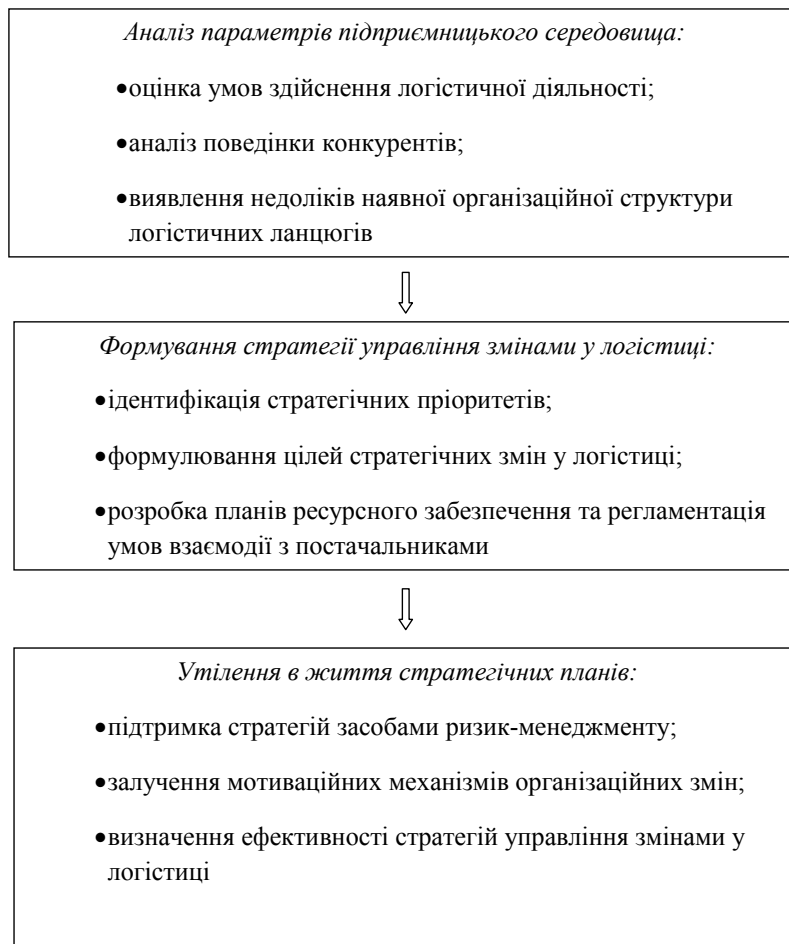 Аналіз параметрів підприємницького середовища:
•оцінка умов здійснення логістичної діяльності;
•аналіз поведінки конкурентів;
•виявлення недоліків наявної організаційної структури
логістичних ланцюгів
Формування стратегії управління змінами у логістиці:
•ідентифікація стратегічних пріоритетів;
•формулювання цілей стратегічних змін у логістиці;
•розробка планів ресурсного забезпечення та регламентація
умов взаємодії з постачальниками
Утілення в життя стратегічних планів:
•підтримка стратегій засобами ризик-менеджменту;
•залучення мотиваційних механізмів організаційних змін;
•визначення ефективності стратегій управління змінами у
логістиці